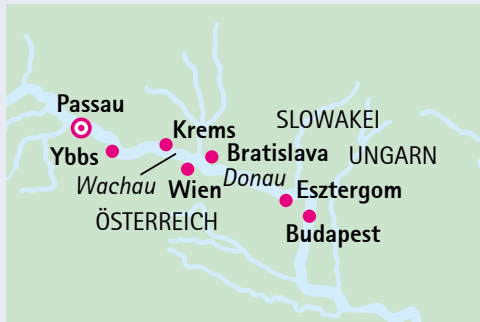 Passau
Krems
SLOWAKEI
Ybbs
Bratislava
UNGARN
Wachau
Wien
Donau
Esztergom
ÖSTERREICH
Budapest